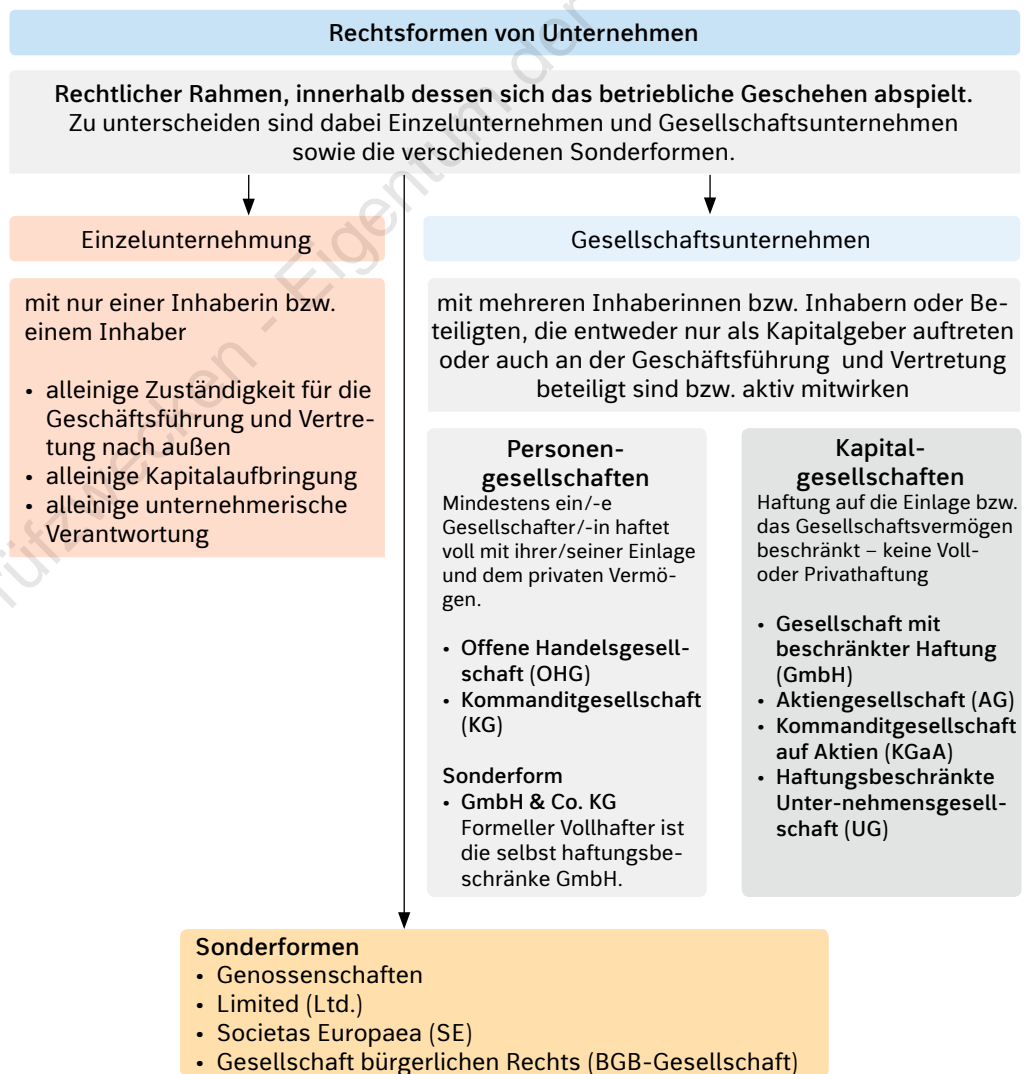 Rechtsformen von Unternehmen
Rechtlicher Rahmen, innerhalb dessen sich das betriebliche Geschehen abspielt.
Zu unterscheiden sind dabei Einzelunternehmen und Gesellschaftsunternehmen
sowie die verschiedenen Sonderformen.
Einzelunternehmung
mit nur einer Inhaberin bzw.
einem Inhaber
• alleinige Zuständigkeit für die
Geschäftsführung und Vertre-
tung nach außen
• alleinige Kapitalaufbringung
• alleinige unternehmerische
Verantwortung
Gesellschaftsunternehmen
mit mehreren Inhaberinnen bzw. Inhabern oder Be-
teiligten, die entweder nur als Kapitalgeber auftreten
oder auch an der Geschäftsführung und Vertretung
beteiligt sind bzw. aktiv mitwirken
Personen-
gesellschaften
Mindestens ein/-e
Gesellschafter/-in haftet
voll mit ihrer/seiner Einlage
und dem privaten Vermö-
gen.
• Offene Handelsgesell-
schaft (OHG)
• Kommanditgesellschaft
(KG)
Sonderform
• GmbH & Co. KG
Formeller Vollhafter ist
die selbst haftungsbe-
schränke GmbH.
Kapital-
gesellschaften
Haftung auf die Einlage bzw.
das Gesellschaftsvermögen
beschränkt – keine Voll-
oder Privathaftung
• Gesellschaft mit
beschränkter Haftung
(GmbH)
• Aktiengesellschaft (AG)
• Kommanditgesellschaft
auf Aktien (KGaA)
• Haftungsbeschränkte
Unter-nehmensgesell-
schaft (UG)
Sonderformen
• Genossenschaften
• Limited (Ltd.)
• Societas Europaea (SE)
• Gesellschaft bürgerlichen Rechts (BGB-Gesellschaft)
rüfzwecken - Eigentum der